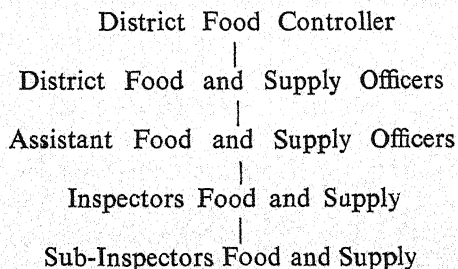 District Food Controller
District Food and Supply Officers
Assistant Food and Supply Officers
Inspectors Food and Supply
Sub-Inspectors Food and Supply